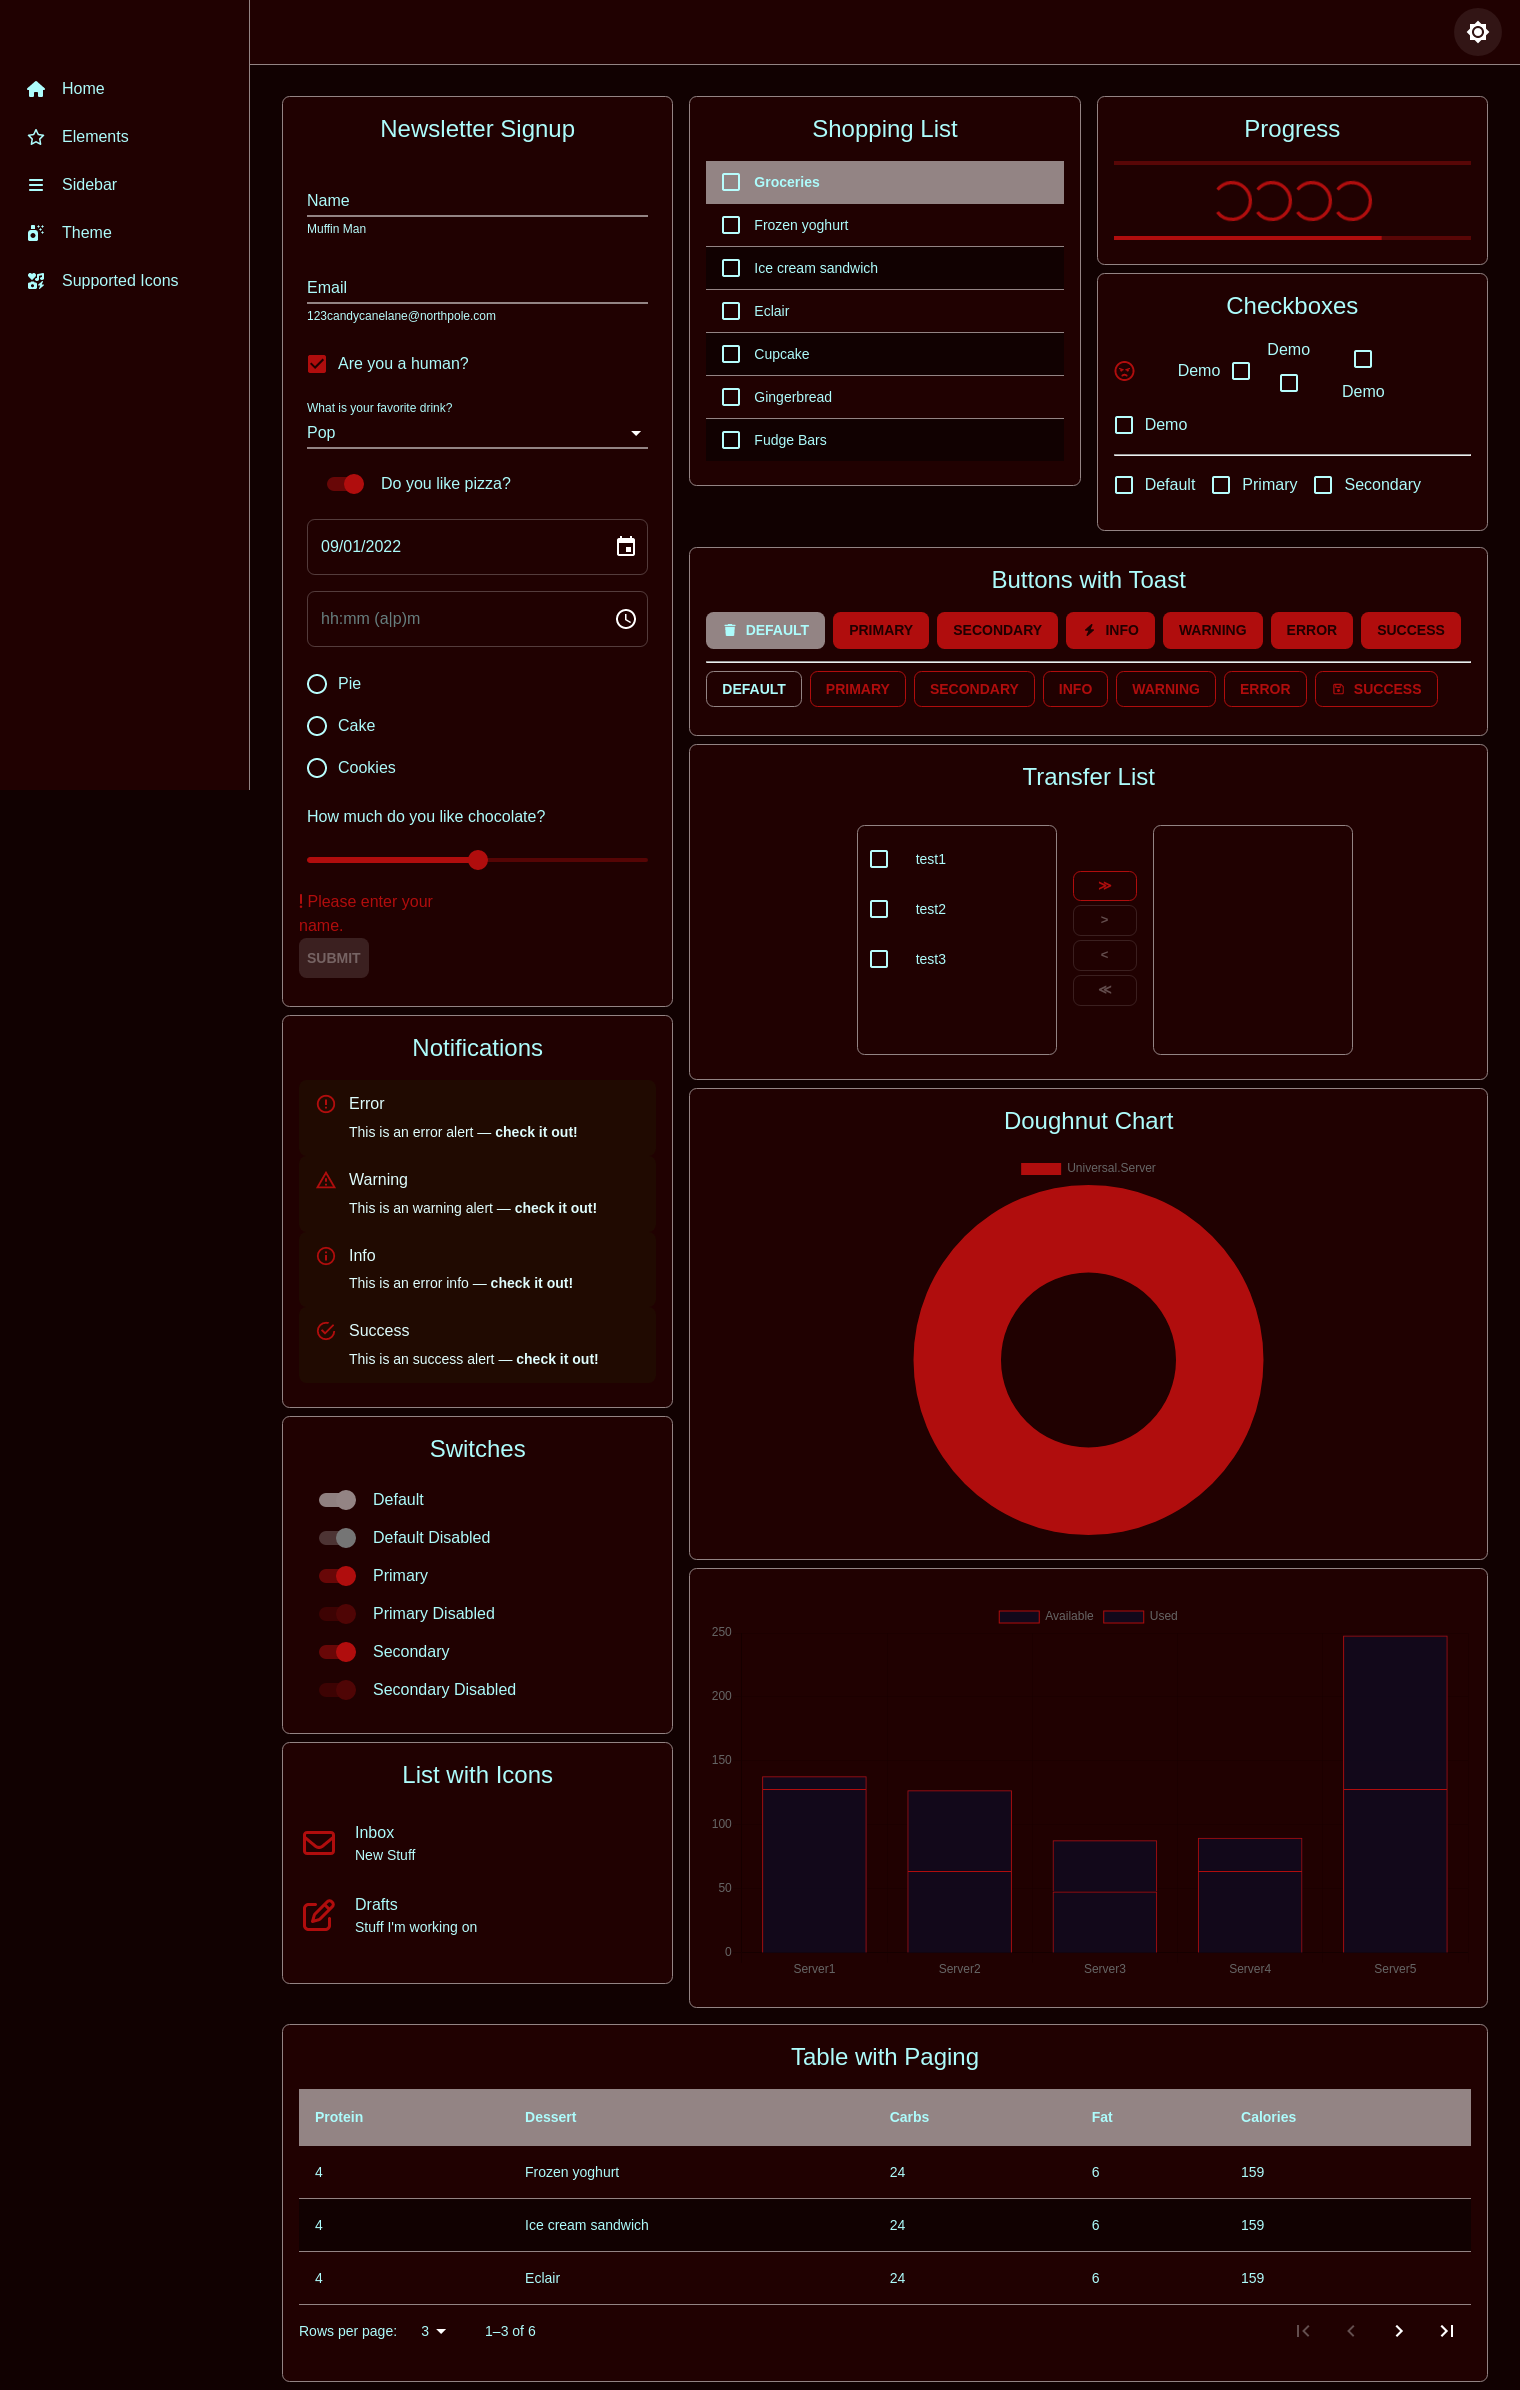 Home
Elements
Sidebar
Theme
Supported Icons
Newsletter Signup
Name
Muffin Man
Email
123candycanelane@northpole.com
Are you a human?
What is your favorite drink?
Pop
Do you like pizza?
09/01/2022
hh:mm (a|p)m
Pie
Cake
Cookies
How much do you like chocolate?
! Please enter your
name.
SUBMIT
Notifications
Error
This is an error alert — check it out!
Warning
This is an warning alert — check it out!
Info
This is an error info — check it out!
Success
This is an success alert — check it out!
Switches
Default
Default Disabled
Primary
Primary Disabled
Secondary
Secondary Disabled
List with Icons
Inbox
New Stuff
Drafts
Stuff I'm working on
Shopping List
Groceries
Frozen yoghurt
Ice cream sandwich
Eclair
Cupcake
Gingerbread
Fudge Bars
Progress
Checkboxes
Demo
Demo
Demo
Demo
Default Primary Secondary
Buttons with Toast
DEFAULT PRIMARY SECONDARY INFO WARNING ERROR SUCCESS
DEFAULT PRIMARY SECONDARY INFO WARNING ERROR SUCCESS
Transfer List
test1
test2
test3
≫
>
<
≪
Doughnut Chart
Universal.Server
Available Used
250
200
150
100
50
0
Server1 Server2 Server3 Server4 Server5
Table with Paging
Protein Dessert Carbs Fat Calories
4 Frozen yoghurt 24 6 159
4 Ice cream sandwich 24 6 159
4 Eclair 24 6 159
Rows per page: 3 1–3 of 6